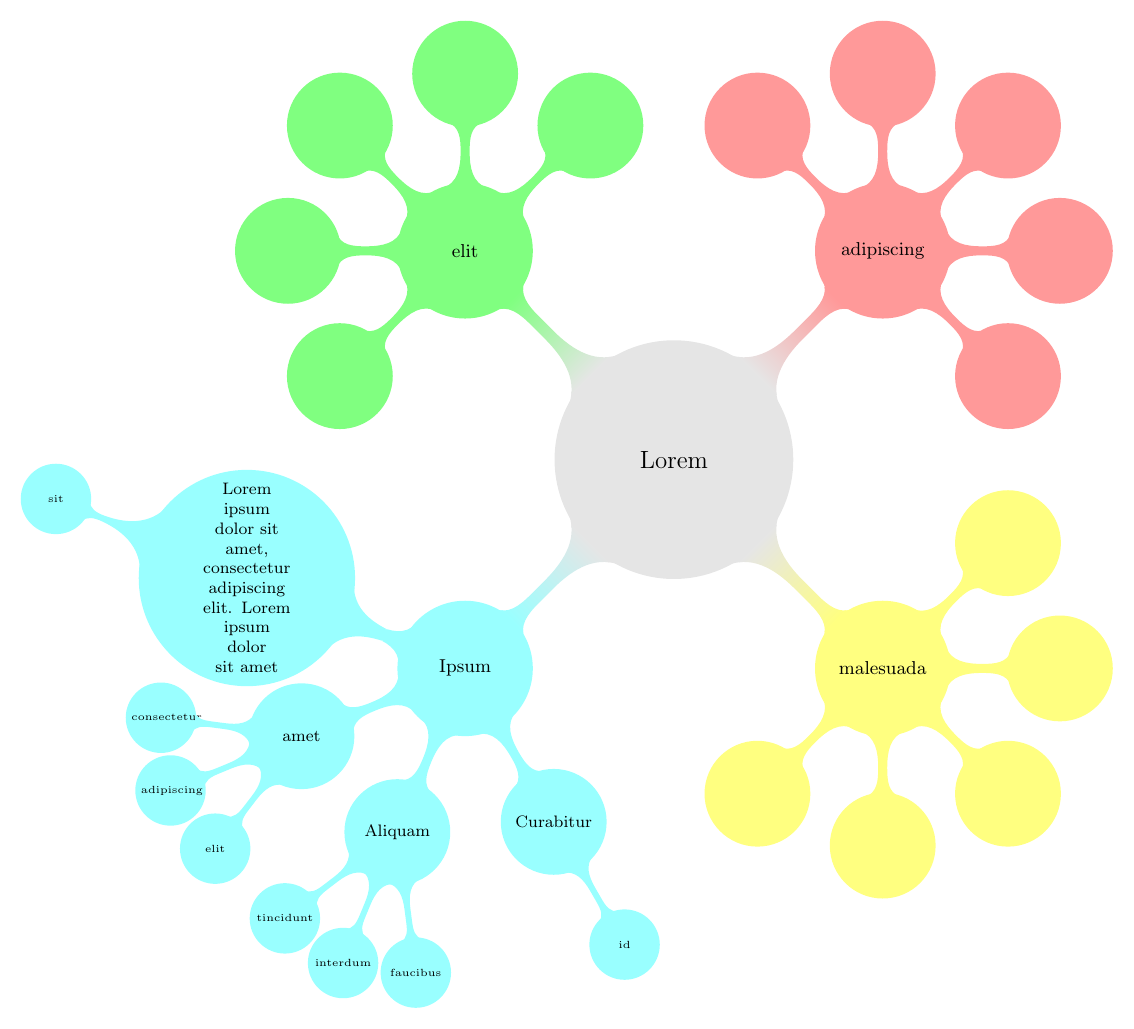 elit
adipiscing
Lorem
sit
Lorem
ipsum
dolor sit
amet,
consectetur
adipiscing
elit. Lorem
ipsum
dolor
sit amet
Ipsum
malesuada
consectetur
amet
adipiscing
elit
Aliquam
Curabitur
tincidunt
interdum
faucibus
id